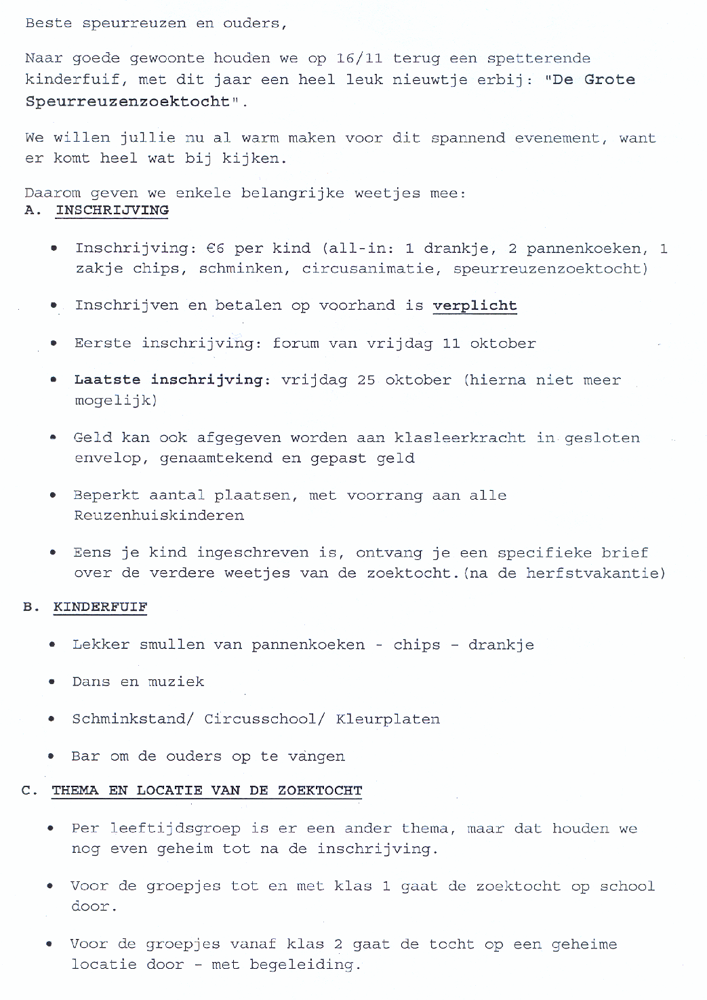 Beste speurreuzen en ouders,
Naar goede gewoonte houden we op 16/11 terug een spetterende
kinderfuif, met dit jaar een heel leuk nieuwtje erbij: "De Grote
Speurreuzenzoektocht".
We willen jullie nu al warm maken voor dit spannend evenement, want
er komt heel wat bij kijken.
Daarom geven we enkele belangrijke weetjes mee:
A. INSCHRIJVING
• Inschrijving: €6 per kind (all-in: 1 drankje, 2 pannenkoeken, 1
zakje chips, schminken, circusanimatie, speurreuzenzoektocht)
• Inschrijven en betalen op voorhand is verplicht
• Eerste inschrijving: forum van vrijdag 11 oktober
• Laatste inschrijving: vrijdag 25 oktober (hierna niet meer
mogelijk)
• Geld kan ook afgegeven worden aan klasleerkracht in gesloten
envelop, genaamtekend en gepast geld
• Beperkt aantal plaatsen, met voorrang aan alle
Reuzenhuiskinderen
• Eens je kind ingeschreven is, ontvang je een specifieke brief
over de verdere weetjes van de zoektocht.(na de herfstvakantie)
B. KINDERFUIF
• Lekker smullen van pannenkoeken - chips - drankje
• Dans en muziek
• Schminkstand/ Circusschool/ Kleurplaten
• Bar om de ouders op te vangen
C. THEMA EN LOCATIE VAN DE ZOEKTOCHT
• Per leeftijdsgroep is er een ander thema, maar dat houden we
nog even geheim tot na de inschrijving.
• Voor de groepjes tot en met klas 1 gaat de zoektocht op school
door.
• Voor de groepjes vanaf klas 2 gaat de tocht op een geheime
locatie door - met begeleiding.